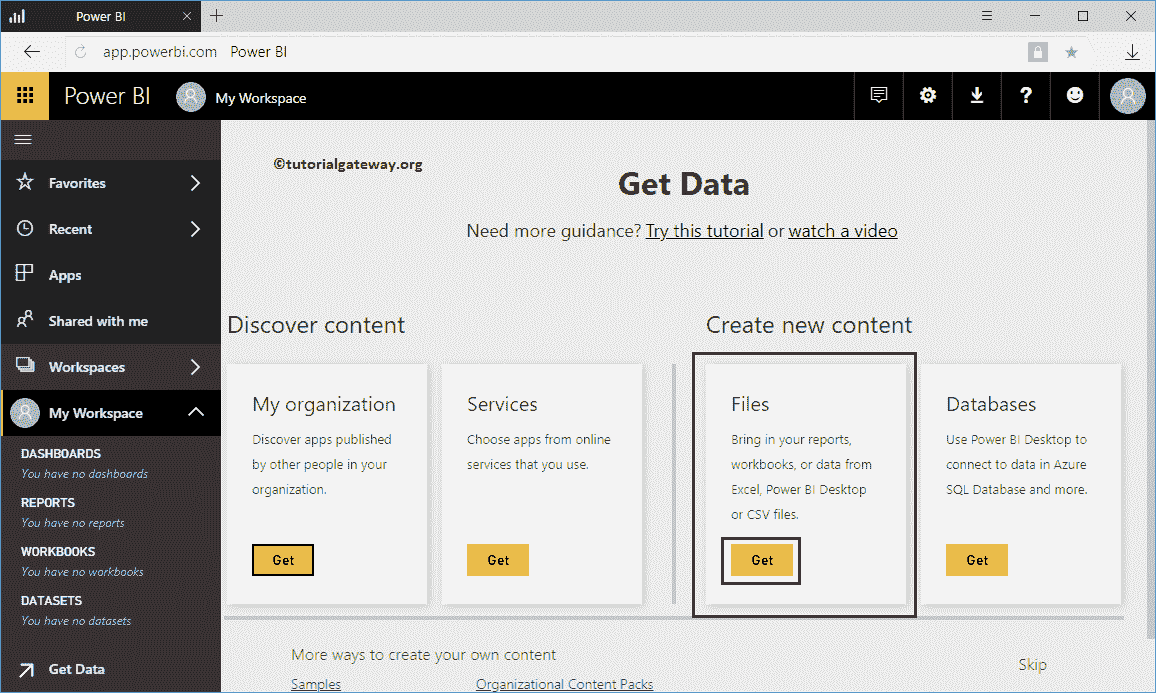 Power BI
app.powerbi.com Power BI
Power BI My Workspace
?
©tutorialgateway.org
Get Data
Need more guidance? Try this tutorial or watch a video
Favorites
Recent
Apps
Shared with me
Workspaces
My Workspace
DASHBOARDS
You have no dashboards
REPORTS
You have no reports
WORKBOOKS
You have no workbooks
DATASETS
You have no datasets
Get Data
Discover content
My organization
Discover apps published
by other people in your
organization.
Get
Services
Choose apps from online
services that you use.
Get
Create new content
Files
Bring in your reports,
workbooks, or data from
Excel, Power BI Desktop
or CSV files.
Get
Databases
Use Power BI Desktop to
connect to data in Azure
SQL Database and more.
Get
More ways to create your own content
Samples
Organizational Content Packs
Skip